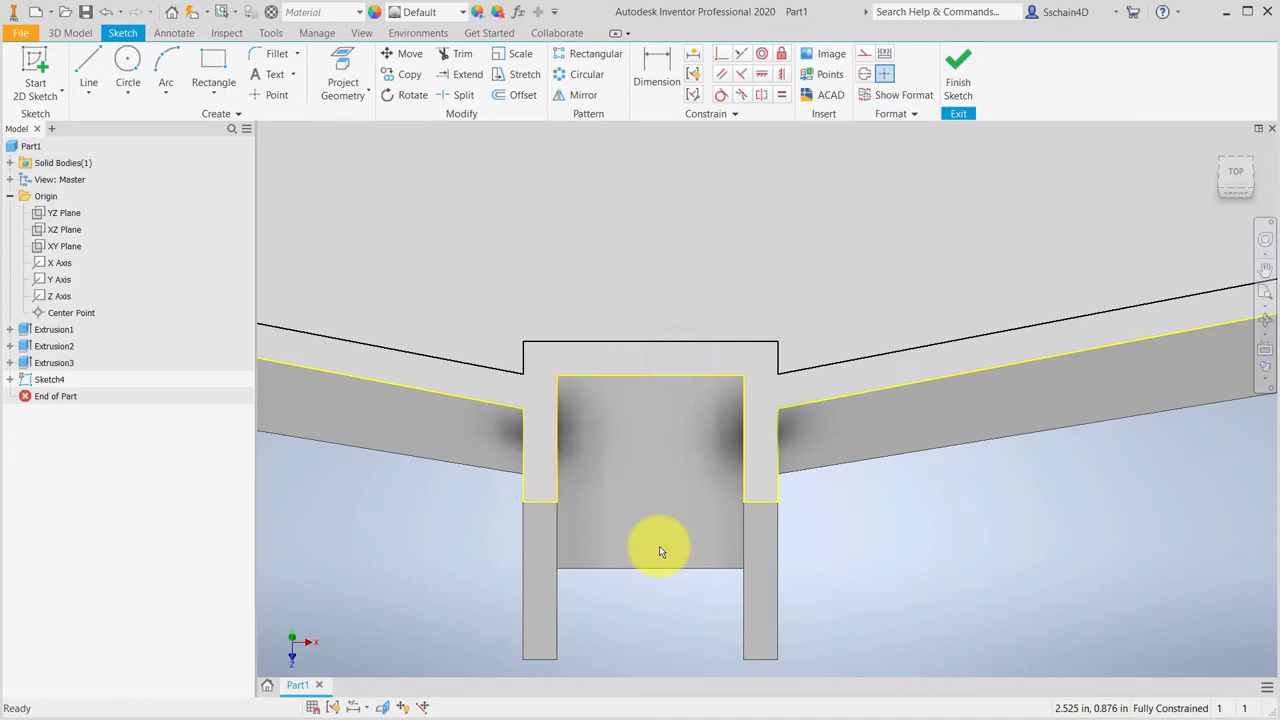 Material
Default
Autodesk Inventor Professional 2020 Part1
Search Help & Commands...
Sschain4D
File 3D Model Sketch Annotate Inspect Tools Manage View Environments Get Started Collaborate
Start
2D Sketch
Line
Circle
Arc
Rectangle
Fillet
Text
Point
Project
Geometry
Move Trim Scale
Copy Extend Stretch
Rotate Split Offset
Rectangular
Circular
Mirror
Dimension
Image
Points
ACAD
Show Format
Finish
Sketch
Sketch Create Modify Pattern Constrain Insert Format Exit
Model
Part1
Solid Bodies(1)
View: Master
Origin
YZ Plane
XZ Plane
XY Plane
X Axis
Y Axis
Z Axis
Center Point
Extrusion1
Extrusion2
Extrusion3
Sketch4
End of Part
TOP
FRONT
X
Z
Part1
Ready
2.525 in, 0.876 in Fully Constrained 1 1